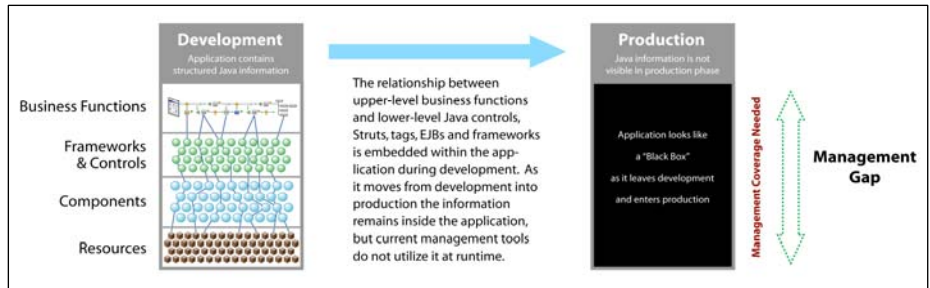 Development
Application contains
structured Java information
Business Functions
Frameworks
& Controls
Components
Resources
The relationship between
upper-level business functions
and lower-level Java controls,
Struts, tags, EJBs and frameworks
is embedded within the app-
lication during development. As
it moves from development into
production the information
remains inside the application,
but current management tools
do not utilize it at runtime.
Production
Java information is not
visible in production phase
Application looks like
a "Black Box"
as it leaves development
and enters production
Management Coverage Needed
Management
Gap